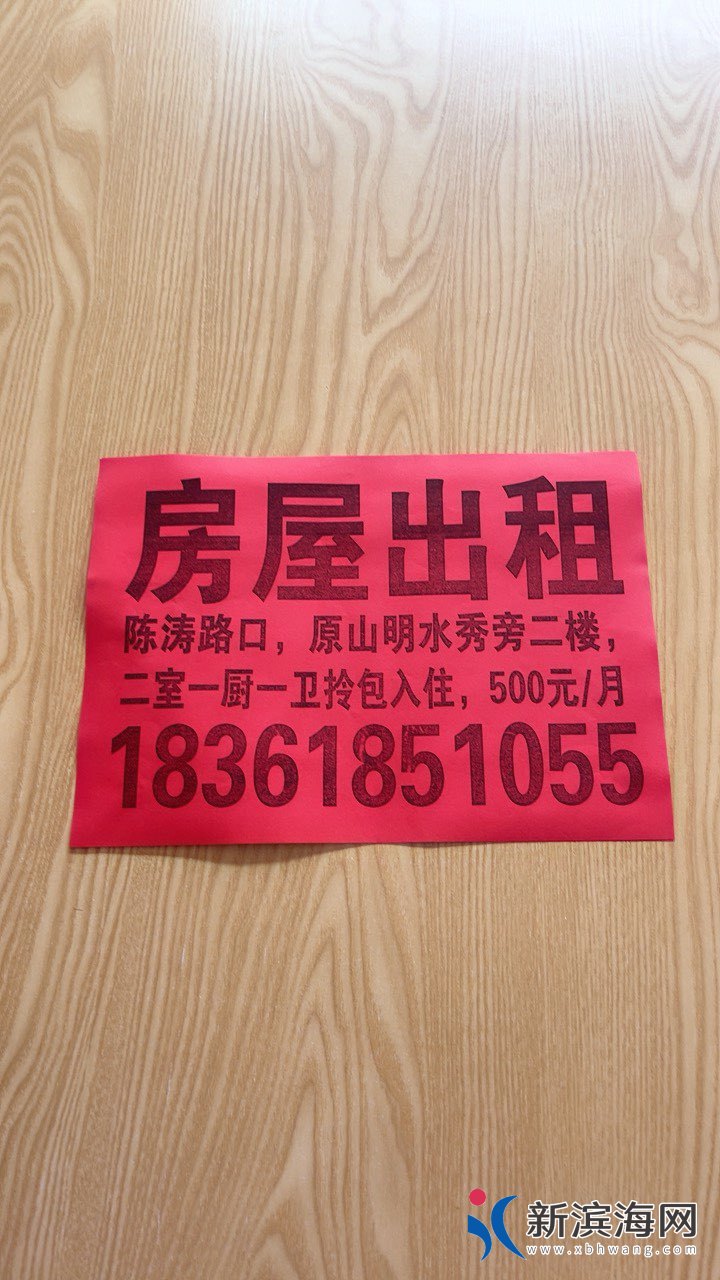 房屋出租
陈涛路口，原山明水秀旁二楼，
二室一厨一卫拎包入住，500元/月
18361851055
新滨海网
www.xbhwang.com